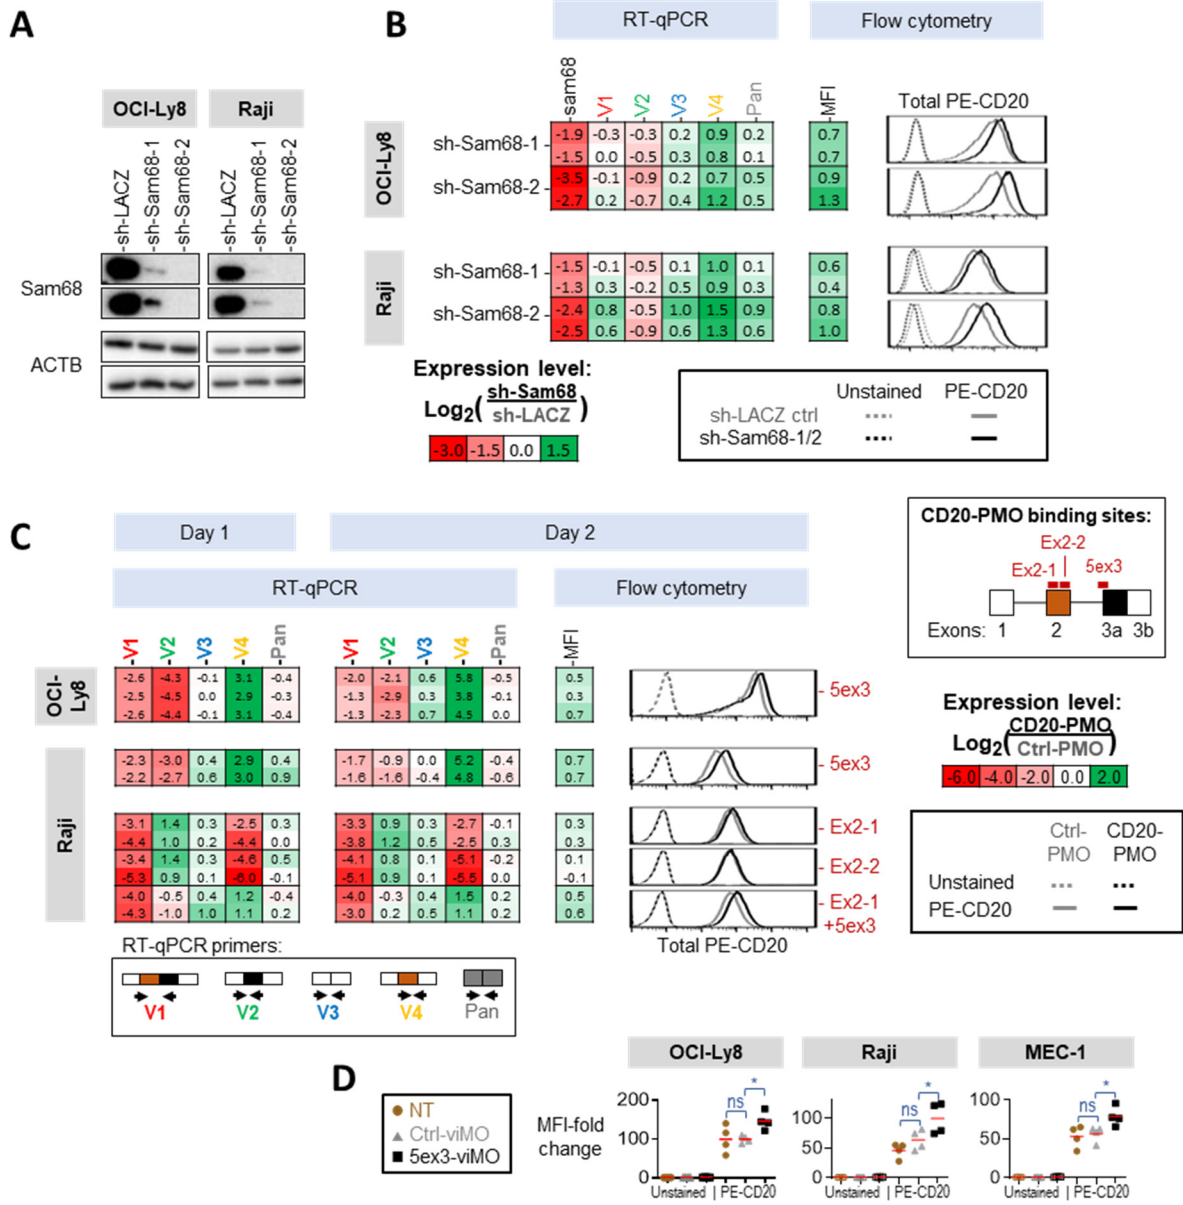 A
OCI-Ly8 Raji
sh-LACZ sh-Sam68-1 sh-Sam68-2 sh-LACZ sh-Sam68-1 sh-Sam68-2
Sam68
ACTB
B
RT-qPCR Flow cytometry
sam68 V1 V2 V3 V4 Pan MFI Total PE-CD20
OCI-Ly8
sh-Sam68-1
-1.9 -0.3 -0.3 0.2 0.9 0.2 0.7
-1.5 0.0 -0.5 0.3 0.8 0.1 0.7
sh-Sam68-2
-3.5 -0.1 -0.9 0.2 0.7 0.5 0.9
-2.7 0.2 -0.7 0.4 1.2 0.5 1.3
Raji
sh-Sam68-1
-1.5 -0.1 -0.5 0.1 1.0 0.1 0.6
-1.3 0.3 -0.2 0.5 0.9 0.3 0.4
sh-Sam68-2
-2.4 0.8 -0.5 1.0 1.5 0.9 0.8
-2.5 0.6 -0.9 0.6 1.3 0.6 1.0
Expression level:
Log2(sh-Sam68
sh-LACZ)
-3.0 -1.5 0.0 1.5
Unstained PE-CD20
sh-LACZ ctrl
sh-Sam68-1/2
C
Day 1 Day 2
RT-qPCR Flow cytometry
V1 V2 V3 V4 Pan V1 V2 V3 V4 Pan MFI
OCI-Ly8
-2.6 -4.3 -0.1 3.1 -0.4 -2.0 -2.1 0.6 5.8 -0.5 0.5
-2.5 -4.5 0.0 2.9 -0.3 -1.3 -2.9 0.3 3.8 -0.3 0.3
-2.6 -4.4 -0.1 3.1 -0.4 -1.3 -2.3 0.7 4.5 0.0 0.7
- 5ex3
Raji
-2.3 -3.0 0.4 2.9 0.4 -1.7 -0.9 0.0 5.2 -0.4 0.7
-2.2 -2.7 0.6 3.0 0.9 -1.6 -1.6 -0.4 4.8 -0.6 0.7
- 5ex3
-3.1 1.4 0.3 -2.5 0.3 -3.3 0.9 0.3 -2.7 -0.1 0.3
-4.4 1.0 0.2 -4.4 0.0 -3.8 1.2 0.5 -2.5 0.3 0.3
- Ex2-1
-3.4 1.4 0.3 -4.6 0.5 -4.1 0.8 0.1 -5.1 -0.2 0.1
-5.3 0.9 0.1 -6.0 -0.1 -5.1 0.9 0.1 -5.5 0.0 -0.1
- Ex2-2
-4.0 -0.5 0.4 1.2 -0.4 -4.0 -0.3 0.4 1.5 0.2 0.5
-4.3 -1.0 1.0 1.1 0.2 -3.0 0.2 0.5 1.1 0.2 0.6
- Ex2-1
+5ex3
Total PE-CD20
RT-qPCR primers:
V1 V2 V3 V4 Pan
CD20-PMO binding sites:
Ex2-2
Ex2-1 5ex3
Exons: 1 2 3a 3b
Expression level:
Log2(CD20-PMO
Ctrl-PMO)
-6.0 -4.0 -2.0 0.0 2.0
Ctrl-PMO CD20-PMO
Unstained
PE-CD20
D
NT
Ctrl-viMO
5ex3-viMO
MFI-fold
change
OCI-Ly8
200
100
0
ns *
Unstained | PE-CD20
Raji
100
50
0
ns *
Unstained | PE-CD20
MEC-1
100
50
0
ns *
Unstained | PE-CD20